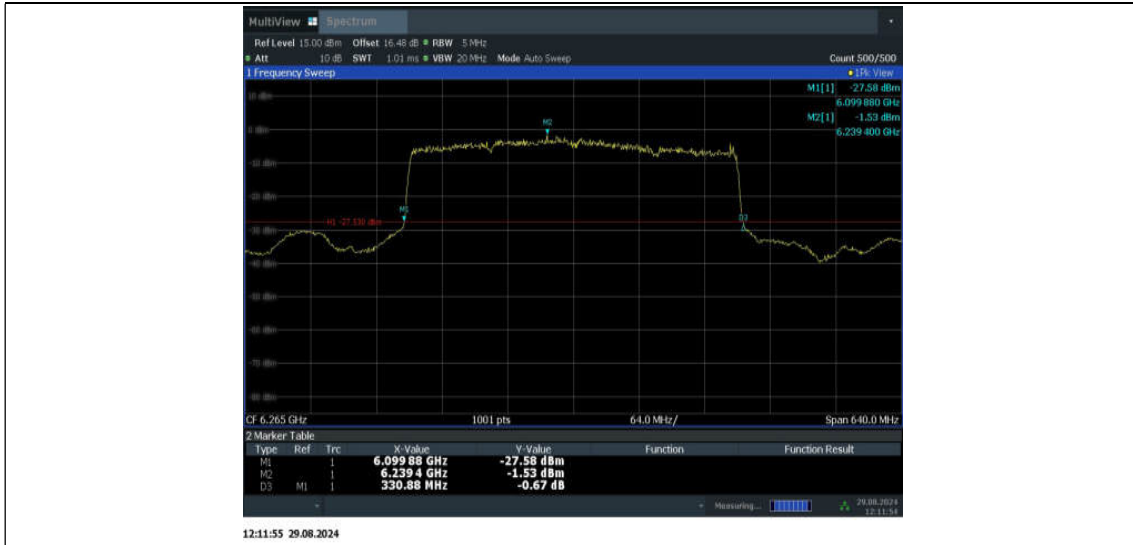 MultiView Spectrum
Ref Level 15.00 dBm Offset 16.48 dB RBW 5 MHz
Att 10 dB SWT 1.01 ms VBW 20 MHz Mode Auto Sweep Count 500/500
1 Frequency Sweep 1Pk View
M1[1] -27.58 dBm
6.099 880 GHz
M2[1] -1.53 dBm
6.239 400 GHz
10 dBm
M2
0 dBm
-10 dBm
-20 dBm
M1
D3
H1 -27.530 dBm
-30 dBm
-40 dBm
-50 dBm
-60 dBm
-70 dBm
-80 dBm
CF 6.265 GHz 1001 pts 64.0 MHz/ Span 640.0 MHz
2 Marker Table
Type Ref Trc X-Value Y-Value Function Function Result
M1 1 6.099 88 GHz -27.58 dBm
M2 1 6.239 4 GHz -1.53 dBm
D3 M1 1 330.88 MHz -0.67 dB
Measuring... 29.08.2024
12:11:54
12:11:55 29.08.2024